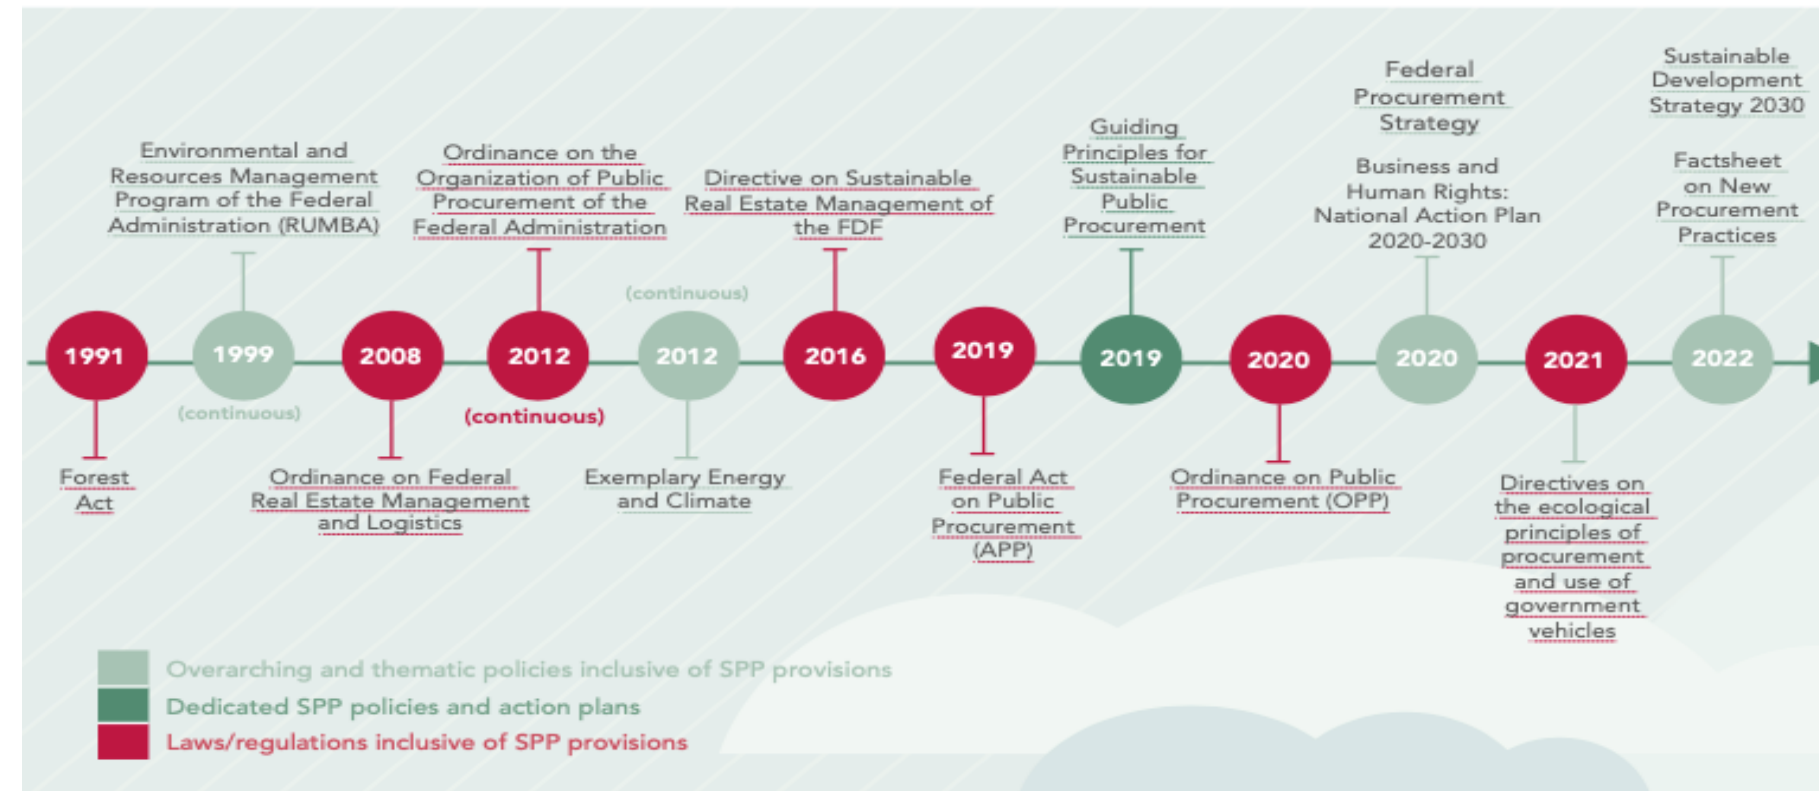 Environmental and
Resources Management
Program of the Federal
Administration (RUMBA)
Ordinance on the
Organization of Public
Procurement of the
Federal Administration
Directive on Sustainable
Real Estate Management of
the FDF
Guiding
Principles for
Sustainable
Public
Procurement
Federal
Procurement
Strategy
Business and
Human Rights:
National Action Plan
2020-2030
Sustainable
Development
Strategy 2030
Factsheet
on New
Procurement
Practices
(continuous)
1991
1999
2008
2012
2012
2016
2019
2019
2020
2020
2021
2022
(continuous)
(continuous)
Forest
Act
Ordinance on Federal
Real Estate Management
and Logistics
Exemplary Energy
and Climate
Federal Act
on Public
Procurement
(APP)
Ordinance on Public
Procurement (OPP)
Directives on
the ecological
principles of
procurement
and use of
government
vehicles
Overarching and thematic policies inclusive of SPP provisions
Dedicated SPP policies and action plans
Laws/regulations inclusive of SPP provisions